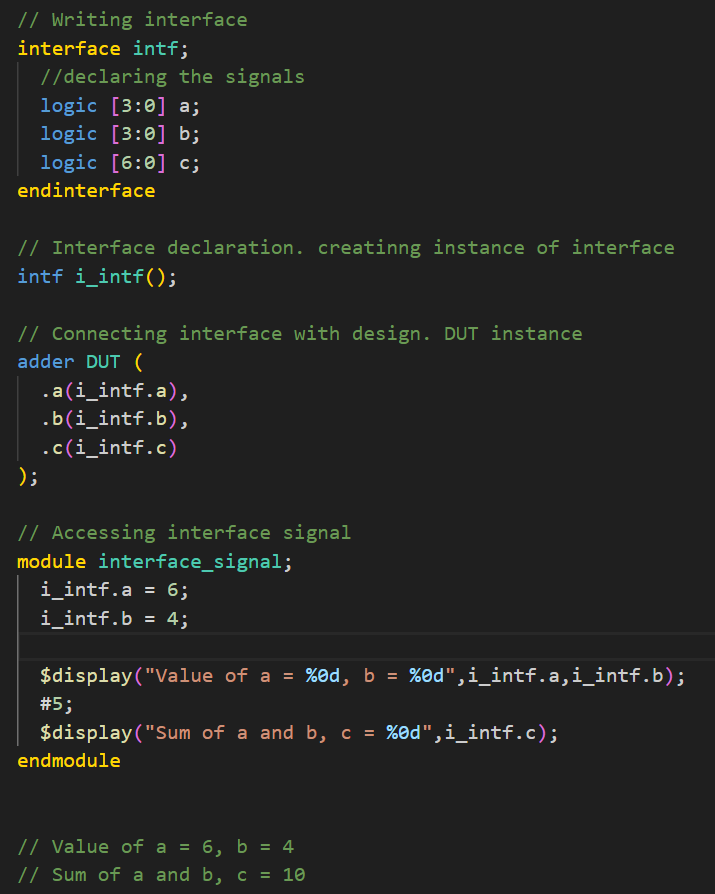 // Writing interface
interface intf;
//declaring the signals
logic [3:0] a;
logic [3:0] b;
logic [6:0] c;
endinterface
// Interface declaration. creatinng instance of interface
intf i_intf();
// Connecting interface with design. DUT instance
adder DUT (
.a(i_intf.a),
.b(i_intf.b),
.c(i_intf.c)
);
// Accessing interface signal
module interface_signal;
i_intf.a = 6;
i_intf.b = 4;
$display("Value of a = %0d, b = %0d",i_intf.a,i_intf.b);
#5;
$display("Sum of a and b, c = %0d",i_intf.c);
endmodule
// Value of a = 6, b = 4
// Sum of a and b, c = 10